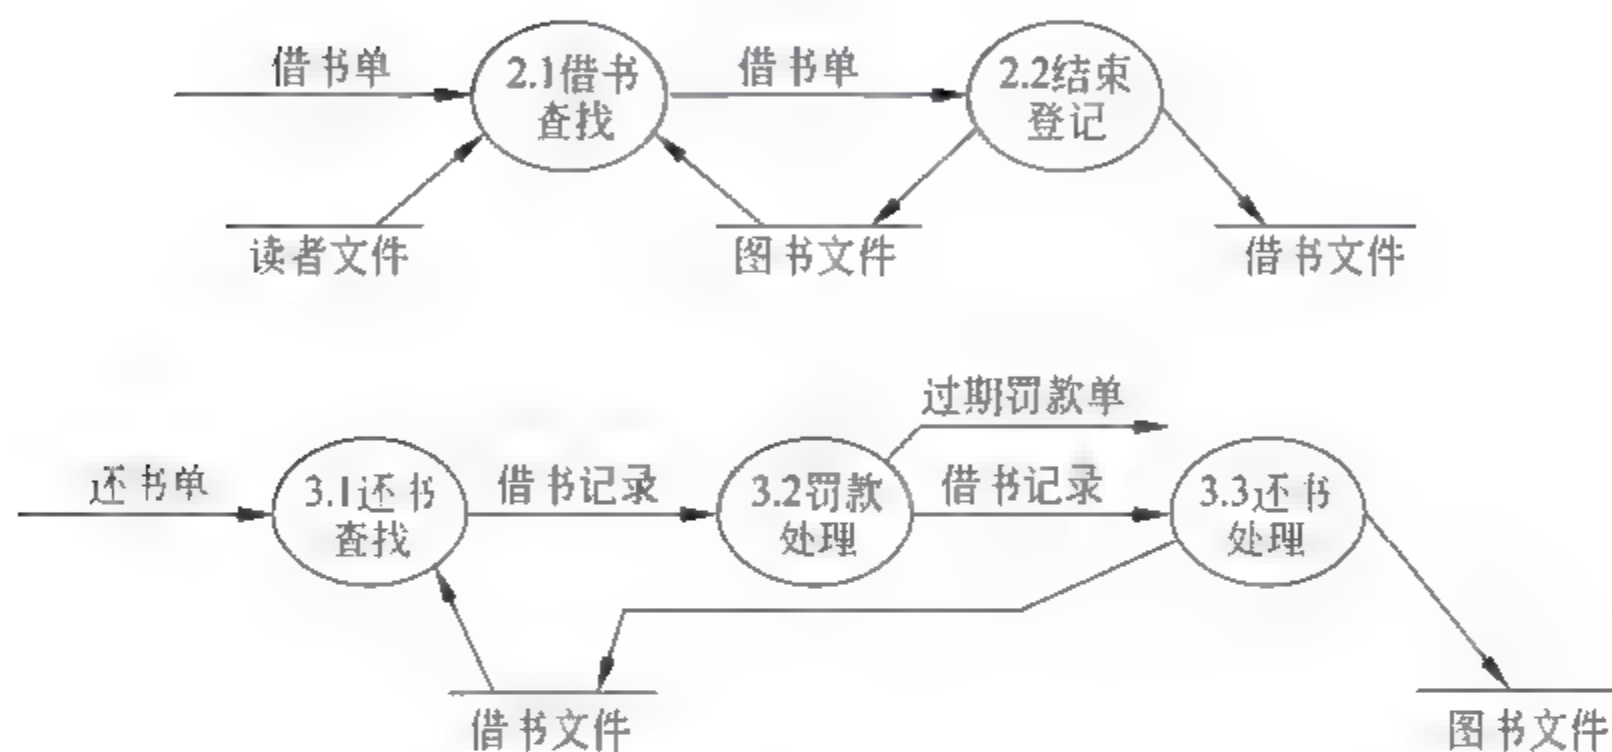 借书单
2.1借书
查找
借书单
2.2结束
登记
读者文件
图书文件
借书文件
过期罚款单
还书单
3.1还书
查找
借书记录
3.2罚款
处理
借书记录
3.3还书
处理
借书文件
图书文件